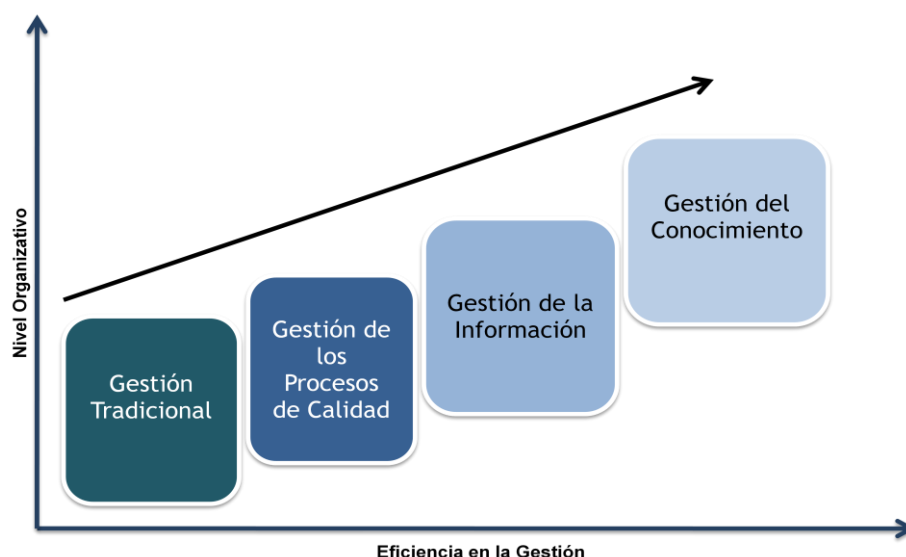 Nivel Organizativo
Gestión
Tradicional
Gestión de
los
Procesos
de Calidad
Gestión de la
Información
Gestión del
Conocimiento
Eficiencia en la Gestión